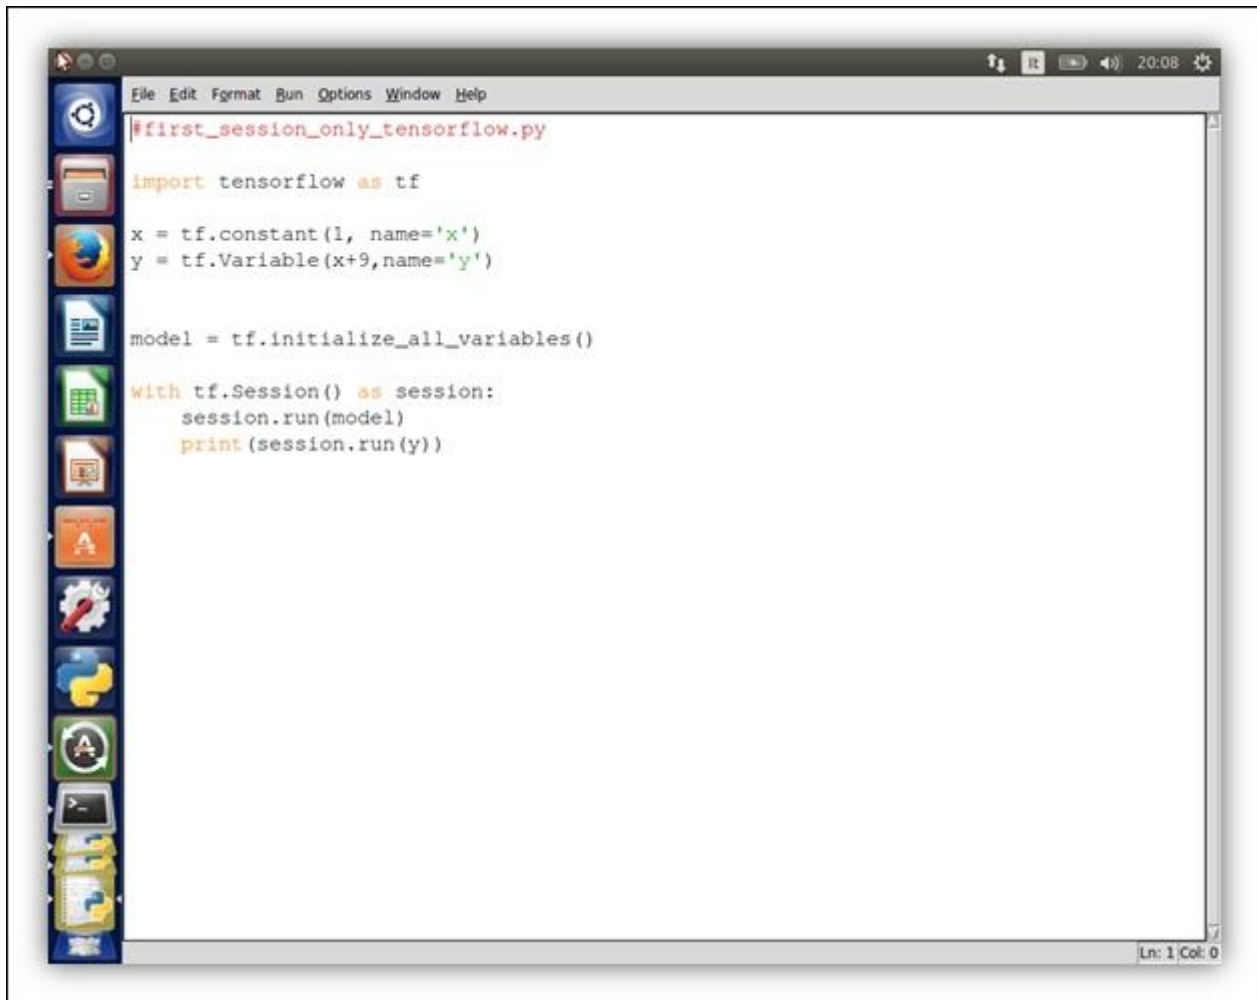 It 20:08
File Edit Format Run Options Window Help
#first_session_only_tensorflow.py
import tensorflow as tf
x = tf.constant(1, name='x')
y = tf.Variable(x+9,name='y')
model = tf.initialize_all_variables()
with tf.Session() as session:
    session.run(model)
    print(session.run(y))
Ln: 1 Col: 0